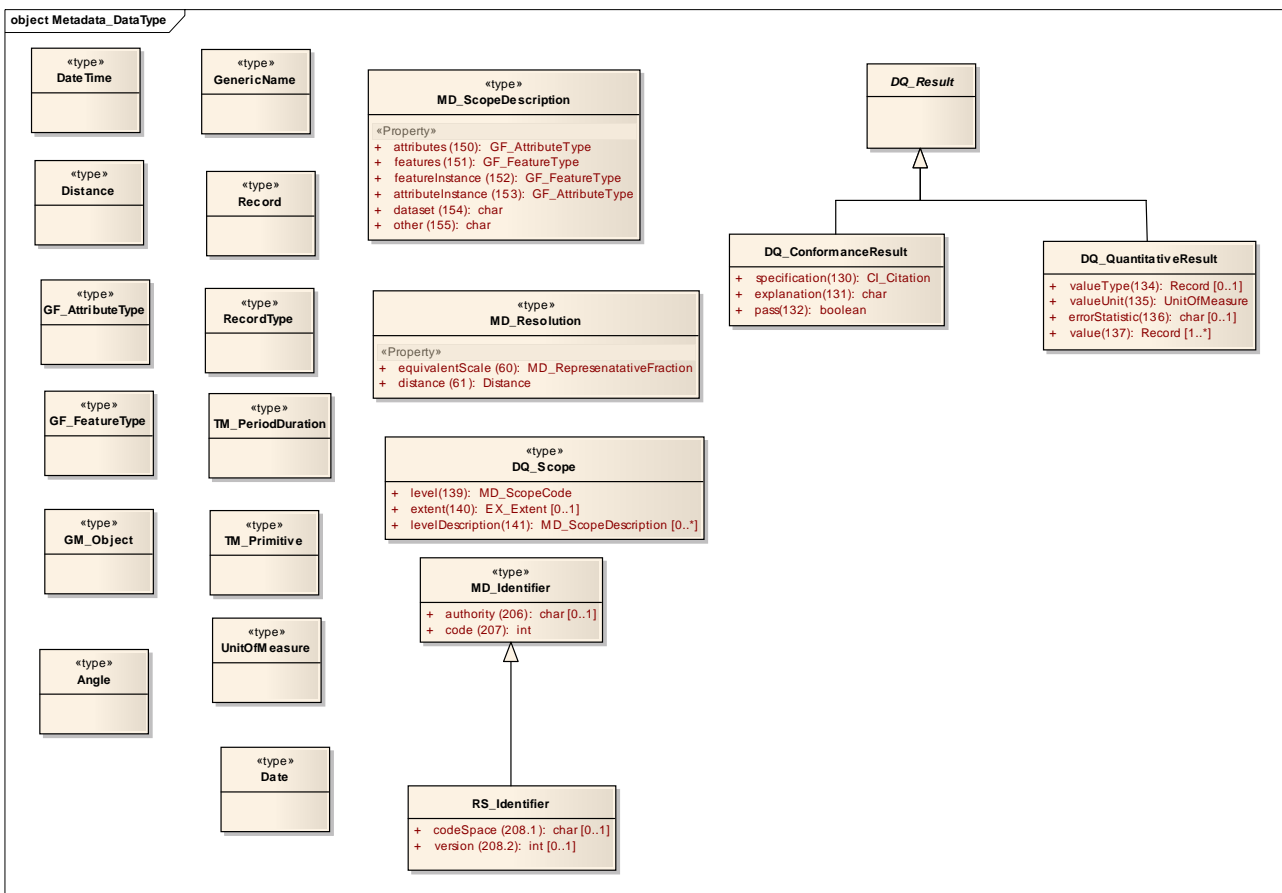 object Metadata_DataType
«type»
DateTime
«type»
Distance
«type»
GF_AttributeType
«type»
GF_FeatureType
«type»
GM_Object
«type»
Angle
«type»
GenericName
«type»
Record
«type»
RecordType
«type»
TM_PeriodDuration
«type»
TM_Primitive
«type»
UnitOfMeasure
«type»
Date
«type»
MD_ScopeDescription
«Property»
+ attributes (150): GF_AttributeType
+ features (151): GF_FeatureType
+ featureInstance (152): GF_FeatureType
+ attributeInstance (153): GF_AttributeType
+ dataset (154): char
+ other (155): char
«type»
MD_Resolution
«Property»
+ equivalentScale (60): MD_RepresenatativeFraction
+ distance (61): Distance
«type»
DQ_Scope
+ level(139): MD_ScopeCode
+ extent(140): EX_Extent [0..1]
+ levelDescription(141): MD_ScopeDescription [0..*]
«type»
MD_Identifier
+ authority (206): char [0..1]
+ code (207): int
RS_Identifier
+ codeSpace (208.1): char [0..1]
+ version (208.2): int [0..1]
DQ_Result
DQ_ConformanceResult
+ specification(130): CI_Citation
+ explanation(131): char
+ pass(132): boolean
DQ_QuantitativeResult
+ valueType(134): Record [0..1]
+ valueUnit(135): UnitOfMeasure
+ errorStatistic(136): char [0..1]
+ value(137): Record [1..*]